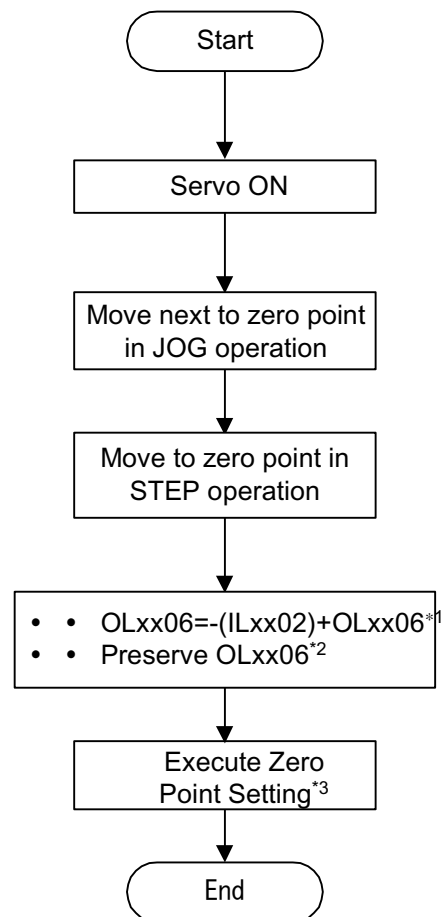 Start
Servo ON
Move next to zero point
in JOG operation
Move to zero point in
STEP operation
• • OLxx06=-(ILxx02)+OLxx06*1
• • Preserve OLxx06*2
Execute Zero
Point Setting*3
End